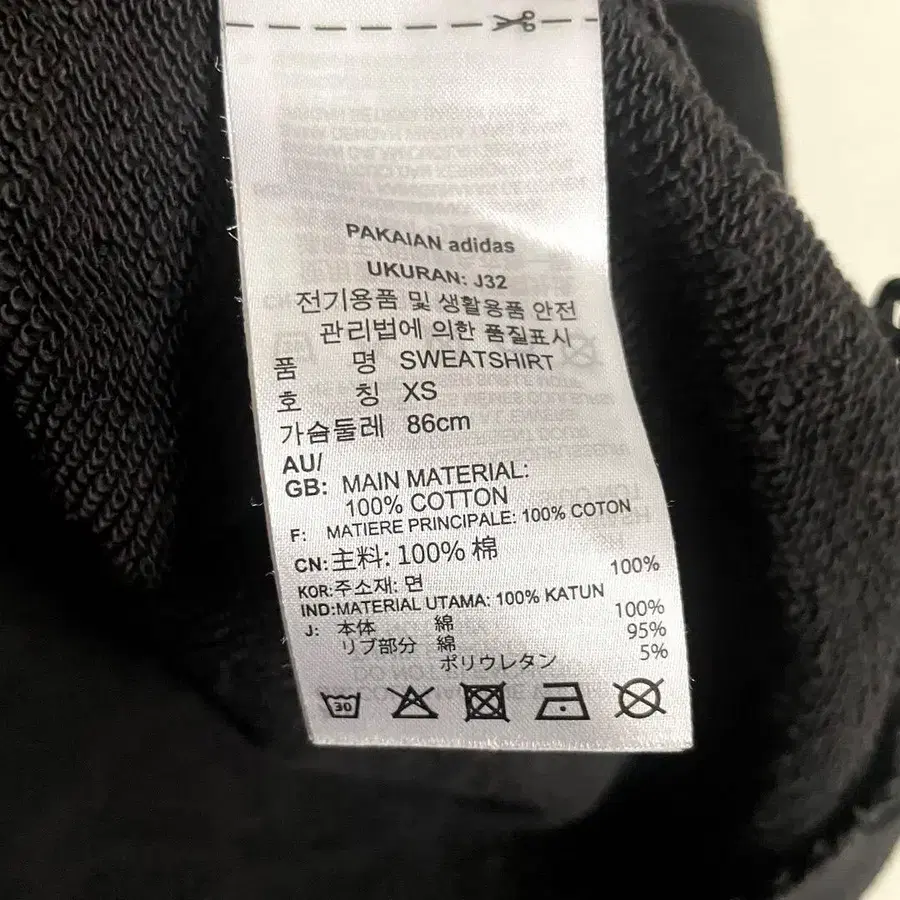 PAKAIAN adidas
UKURAN: J32
전기용품 및 생활용품 안전
관리법에 의한 품질표시
품 명 SWEATSHIRT
호 칭 XS
가슴둘레 86cm
AU/
GB: MAIN MATERIAL:
100% COTTON
F: MATIERE PRINCIPALE: 100% COTON
CN:主料: 100% 棉
KOR:주소재: 면 100%
IND:MATERIAL UTAMA: 100% KATUN
J: 本体 綿 100%
リブ部分 綿 95%
ポリウレタン 5%
30